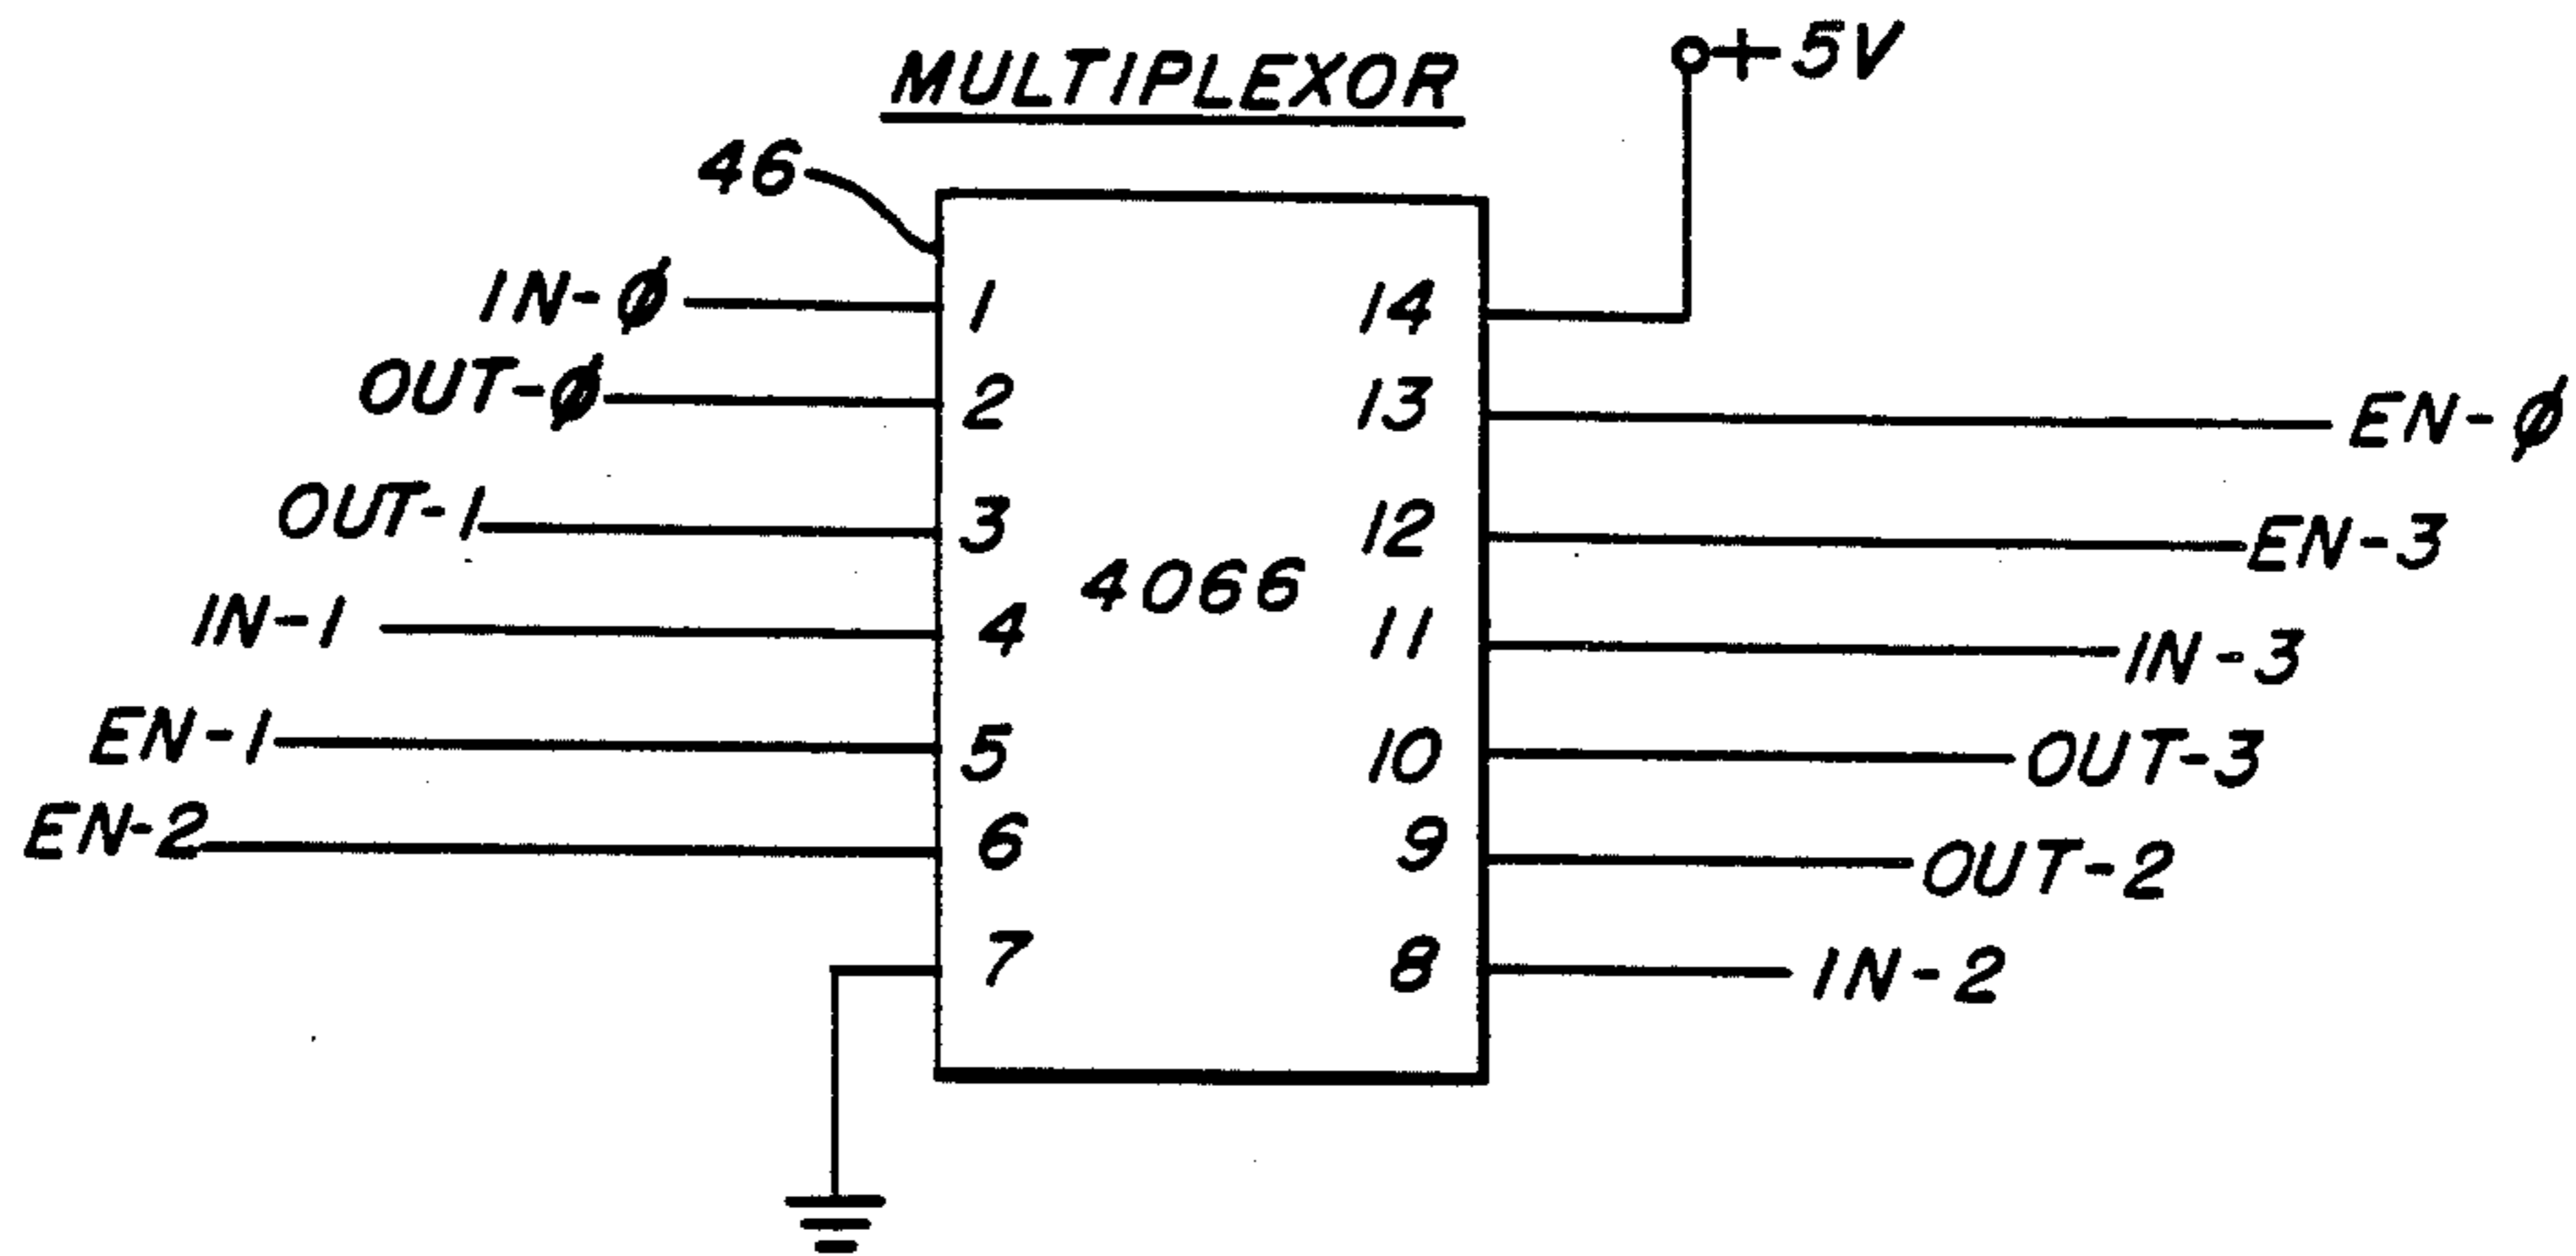 MULTIPLEXOR
+5V
46
IN-Ø
OUT-Ø
OUT-1
IN-1
EN-1
EN-2
1
2
3
4
5
6
7
4066
14
13
12
11
10
9
8
EN-Ø
EN-3
IN-3
OUT-3
OUT-2
IN-2